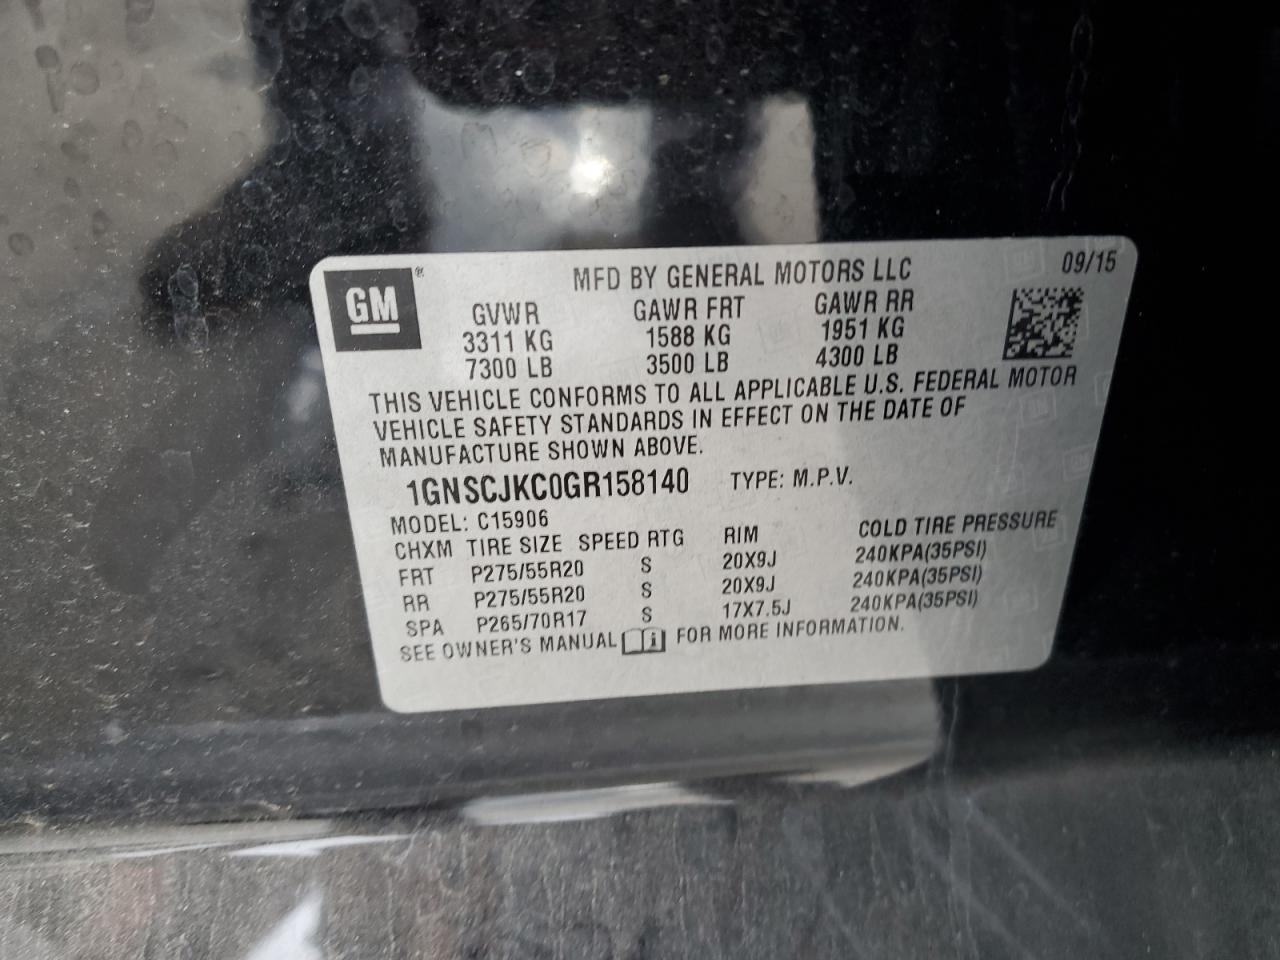 GM®
MFD BY GENERAL MOTORS LLC 09/15
GVWR GAWR FRT GAWR RR
3311 KG 1588 KG 1951 KG
7300 LB 3500 LB 4300 LB
THIS VEHICLE CONFORMS TO ALL APPLICABLE U.S. FEDERAL MOTOR
VEHICLE SAFETY STANDARDS IN EFFECT ON THE DATE OF
MANUFACTURE SHOWN ABOVE.
1GNSCJKC0GR158140 TYPE: M.P.V.
MODEL: C15906
CHXM TIRE SIZE SPEED RTG RIM COLD TIRE PRESSURE
FRT P275/55R20 S 20X9J 240KPA(35PSI)
RR P275/55R20 S 20X9J 240KPA(35PSI)
SPA P265/70R17 S 17X7.5J 240KPA(35PSI)
SEE OWNER'S MANUAL i FOR MORE INFORMATION.